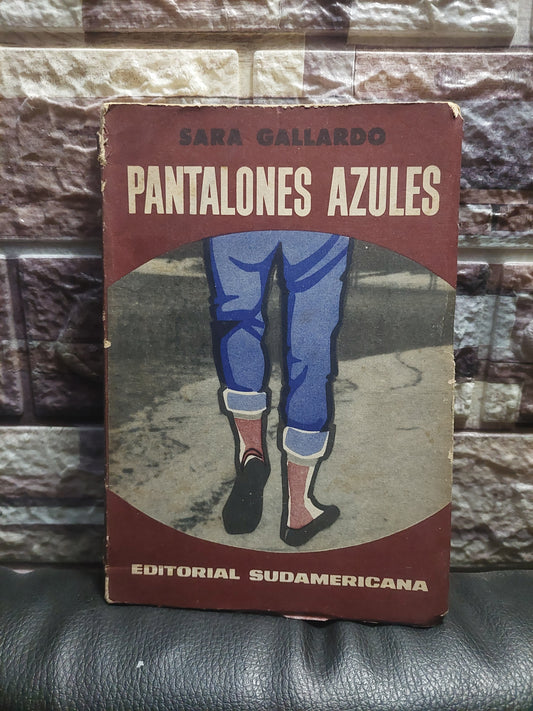 SARA GALLARDO
PANTALONES AZULES
EDITORIAL SUDAMERICANA